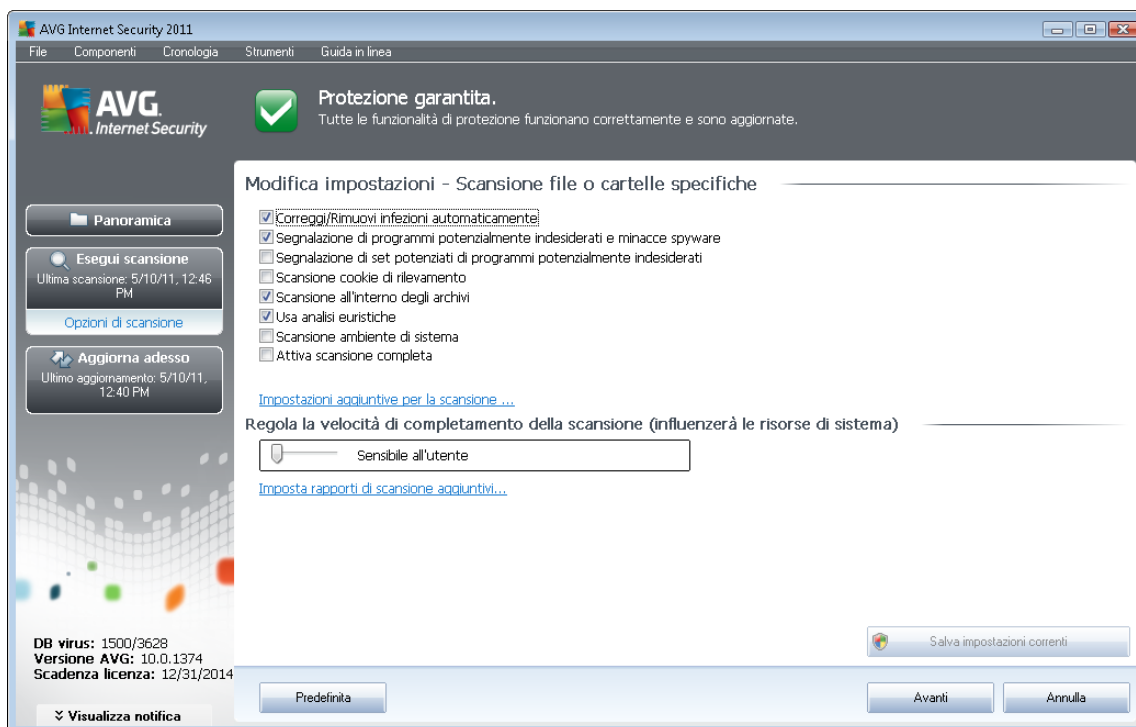 AVG Internet Security 2011
File Componenti Cronologia Strumenti Guida in linea
AVG.
Internet Security
Protezione garantita.
Tutte le funzionalità di protezione funzionano correttamente e sono aggiornate.
Panoramica
Esegui scansione
Ultima scansione: 5/10/11, 12:46
PM
Opzioni di scansione
Aggiorna adesso
Ultimo aggiornamento: 5/10/11,
12:40 PM
DB virus: 1500/3628
Versione AVG: 10.0.1374
Scadenza licenza: 12/31/2014
Visualizza notifica
Modifica impostazioni - Scansione file o cartelle specifiche
Correggi/Rimuovi infezioni automaticamente
Segnalazione di programmi potenzialmente indesiderati e minacce spyware
Segnalazione di set potenziati di programmi potenzialmente indesiderati
Scansione cookie di rilevamento
Scansione all'interno degli archivi
Usa analisi euristiche
Scansione ambiente di sistema
Attiva scansione completa
Impostazioni aggiuntive per la scansione ...
Regola la velocità di completamento della scansione (influenzerà le risorse di sistema)
Sensibile all'utente
Imposta rapporti di scansione aggiuntivi...
Salva impostazioni correnti
Predefinita Avanti Annulla